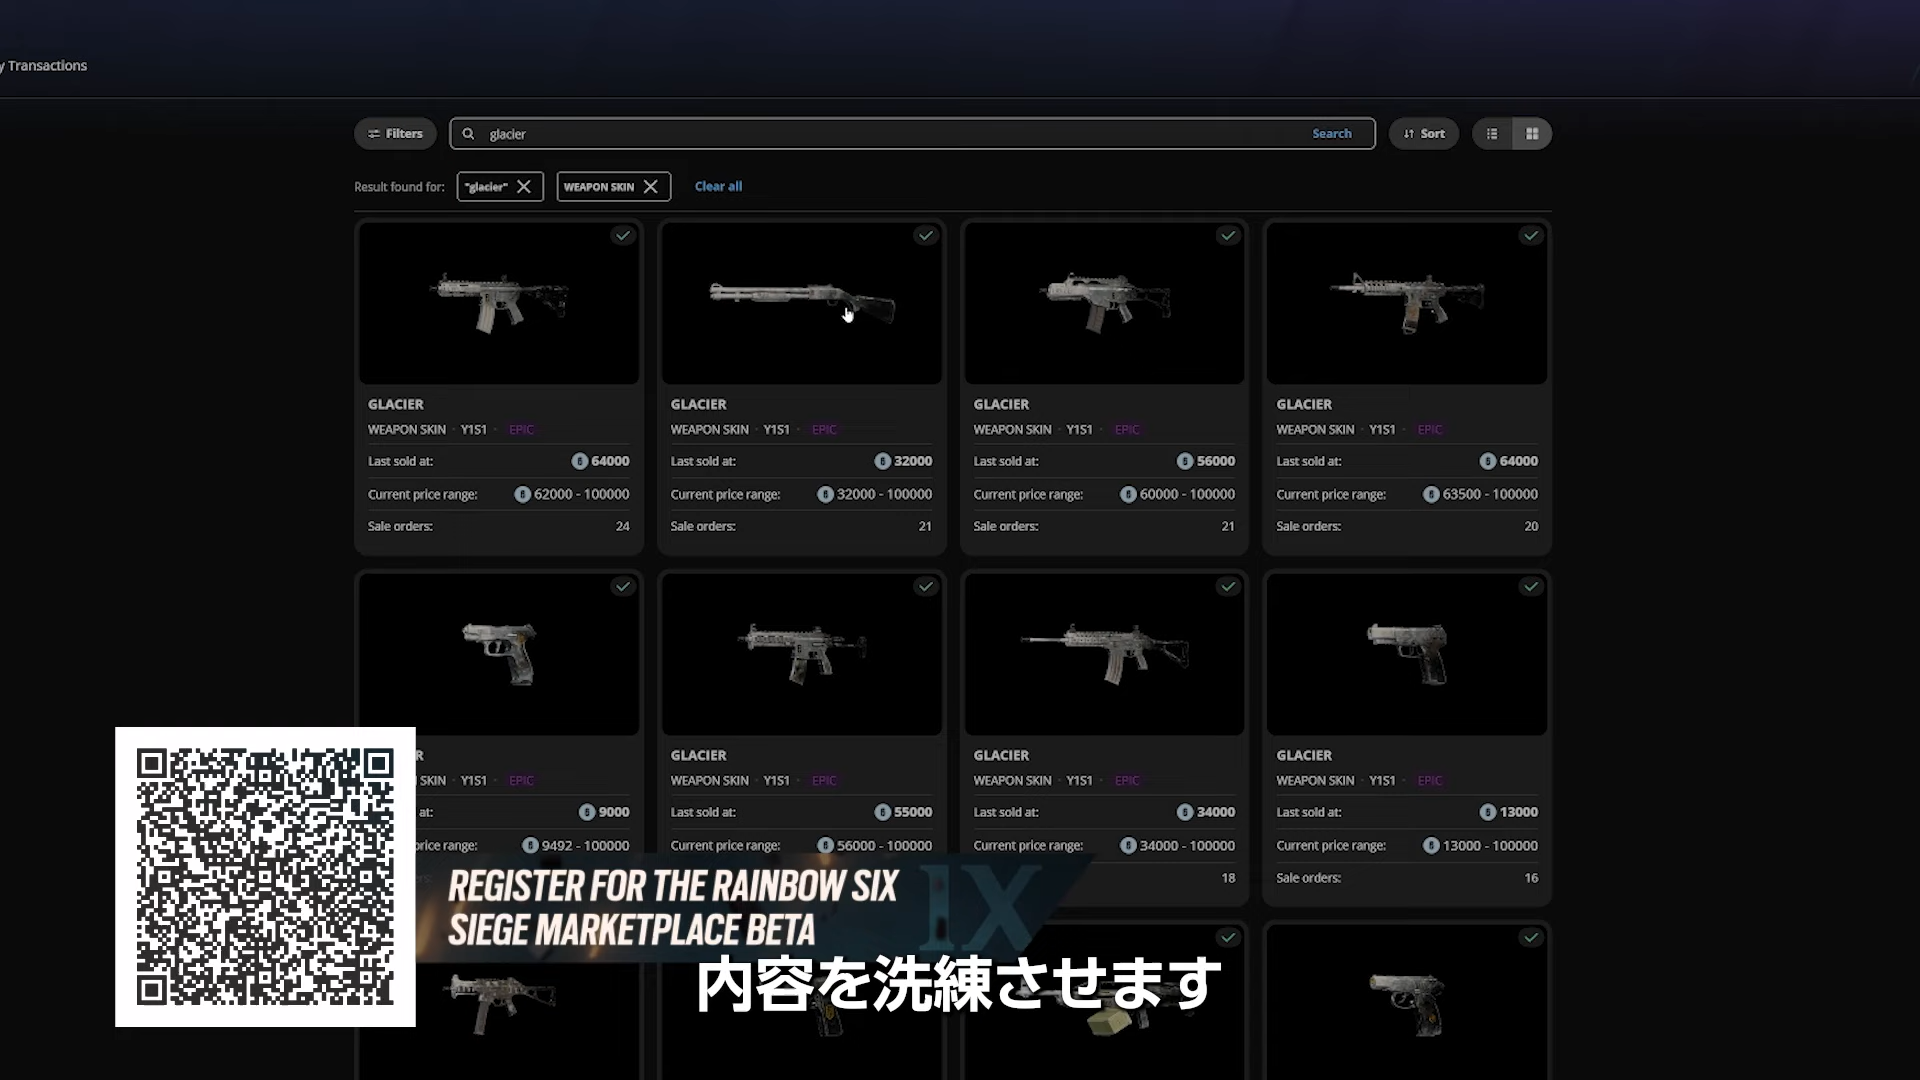 y Transactions
Filters
glacier
Search
Sort
Result found for:
"glacier"
WEAPON SKIN
Clear all
GLACIER
WEAPON SKIN · Y1S1 · EPIC
Last sold at: 64000
Current price range: 62000 - 100000
Sale orders: 24
GLACIER
WEAPON SKIN · Y1S1 · EPIC
Last sold at: 32000
Current price range: 32000 - 100000
Sale orders: 21
GLACIER
WEAPON SKIN · Y1S1 · EPIC
Last sold at: 56000
Current price range: 60000 - 100000
Sale orders: 21
GLACIER
WEAPON SKIN · Y1S1 · EPIC
Last sold at: 64000
Current price range: 63500 - 100000
Sale orders: 20
R
SKIN · Y1S1 · EPIC
at: 9000
price range: 9492 - 100000
GLACIER
WEAPON SKIN · Y1S1 · EPIC
Last sold at: 55000
Current price range: 56000 - 100000
GLACIER
WEAPON SKIN · Y1S1 · EPIC
Last sold at: 34000
Current price range: 34000 - 100000
18
GLACIER
WEAPON SKIN · Y1S1 · EPIC
Last sold at: 13000
Current price range: 13000 - 100000
Sale orders: 16
REGISTER FOR THE RAINBOW SIX
SIEGE MARKETPLACE BETA
IX
内容を洗練させます